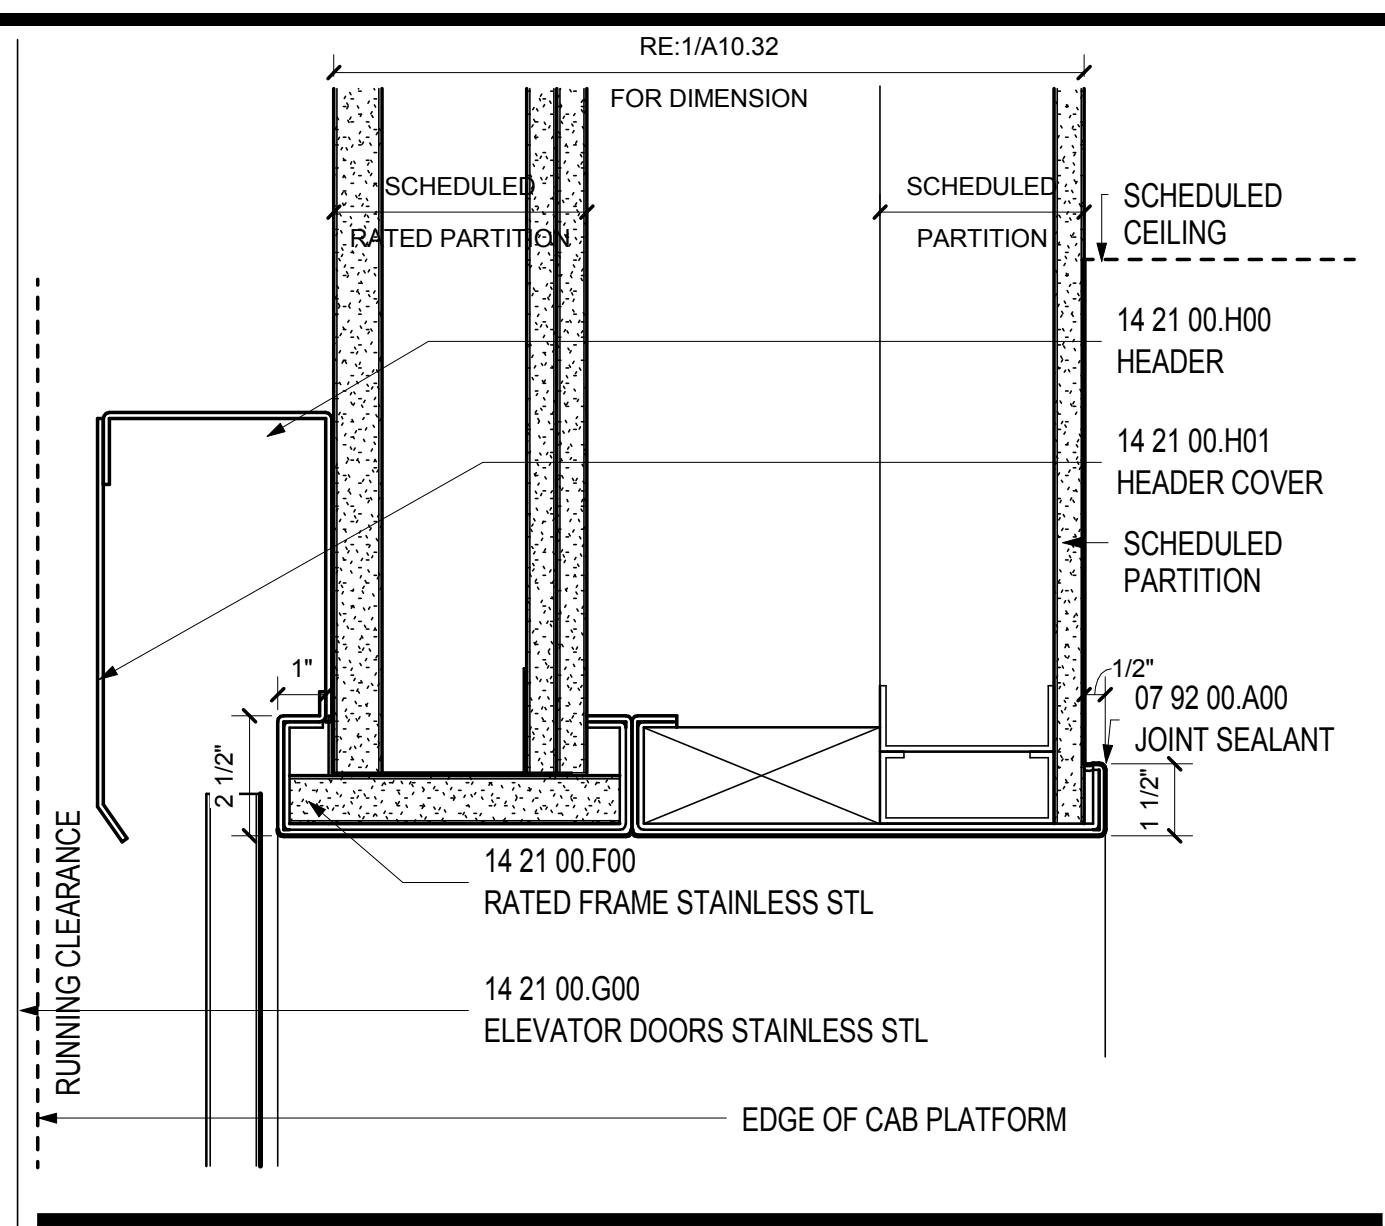 RE:1/A10.32
FOR DIMENSION
SCHEDULED
RATED PARTITION
SCHEDULED
PARTITION
SCHEDULED
CEILING
14 21 00.H00
HEADER
14 21 00.H01
HEADER COVER
SCHEDULED
PARTITION
1"
1/2"
07 92 00.A00
JOINT SEALANT
2 1/2"
1 1/2"
14 21 00.F00
RATED FRAME STAINLESS STL
14 21 00.G00
ELEVATOR DOORS STAINLESS STL
RUNNING CLEARANCE
EDGE OF CAB PLATFORM